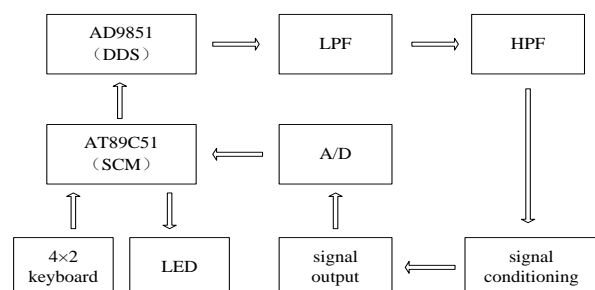 AD9851
（DDS）
LPF
HPF
AT89C51
（SCM）
A/D
4×2
keyboard
LED
signal
output
signal
conditioning